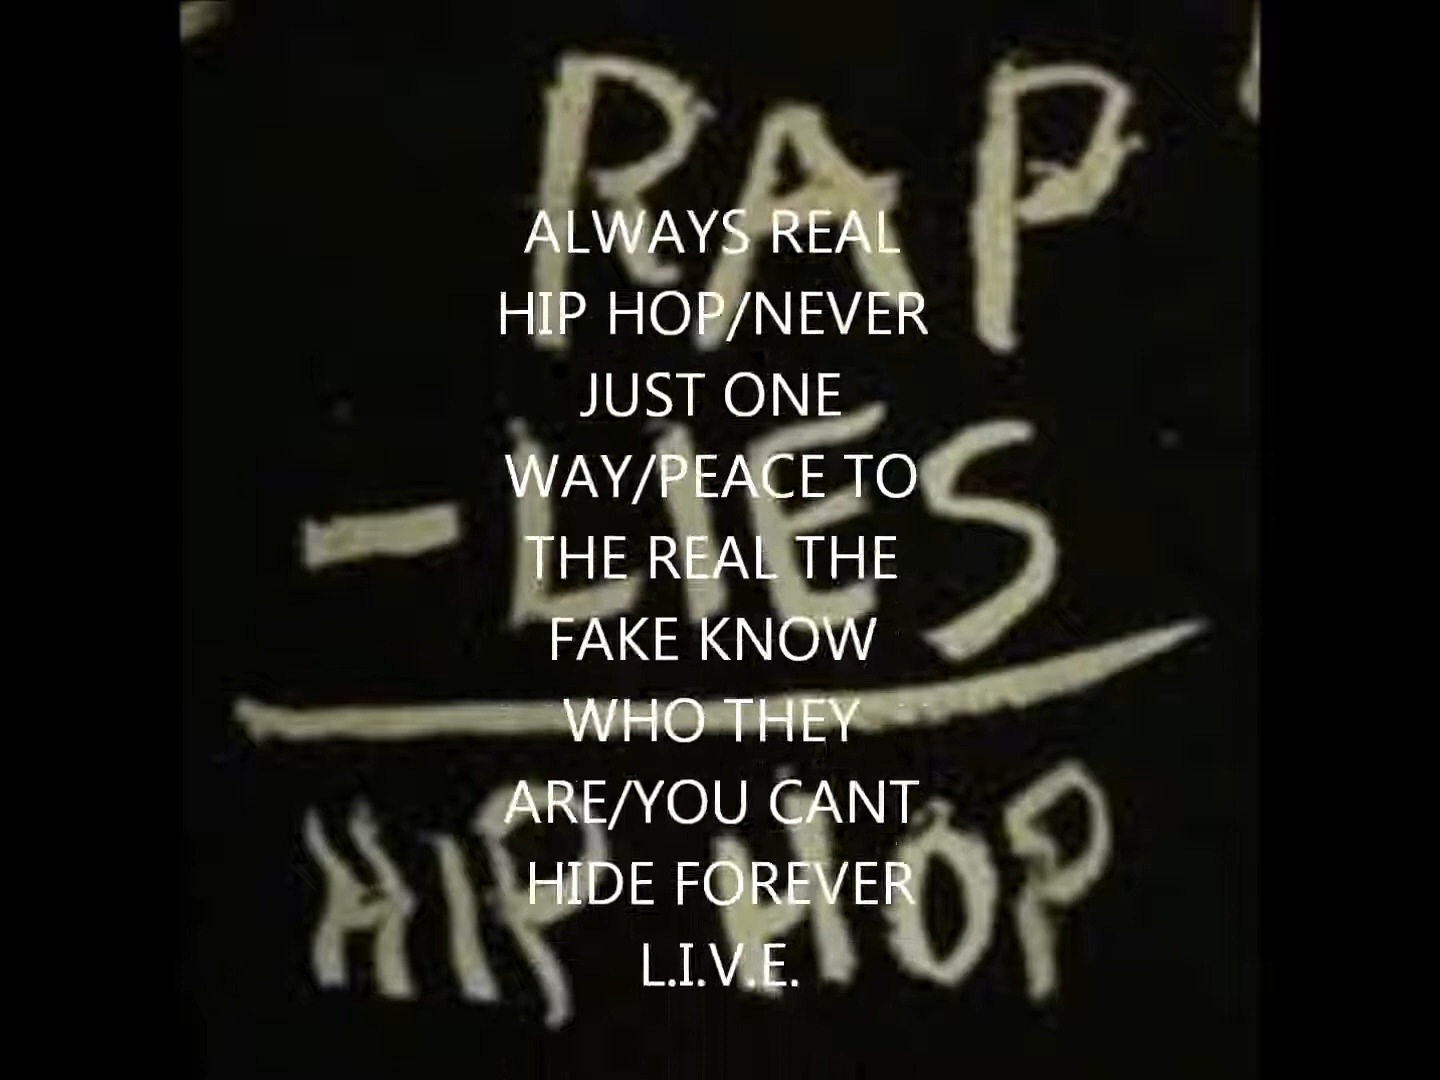 RAP
- LIES
HIP HOP
ALWAYS REAL
HIP HOP/NEVER
JUST ONE
WAY/PEACE TO
THE REAL THE
FAKE KNOW
WHO THEY
ARE/YOU CANT
HIDE FOREVER
L.I.V.E.